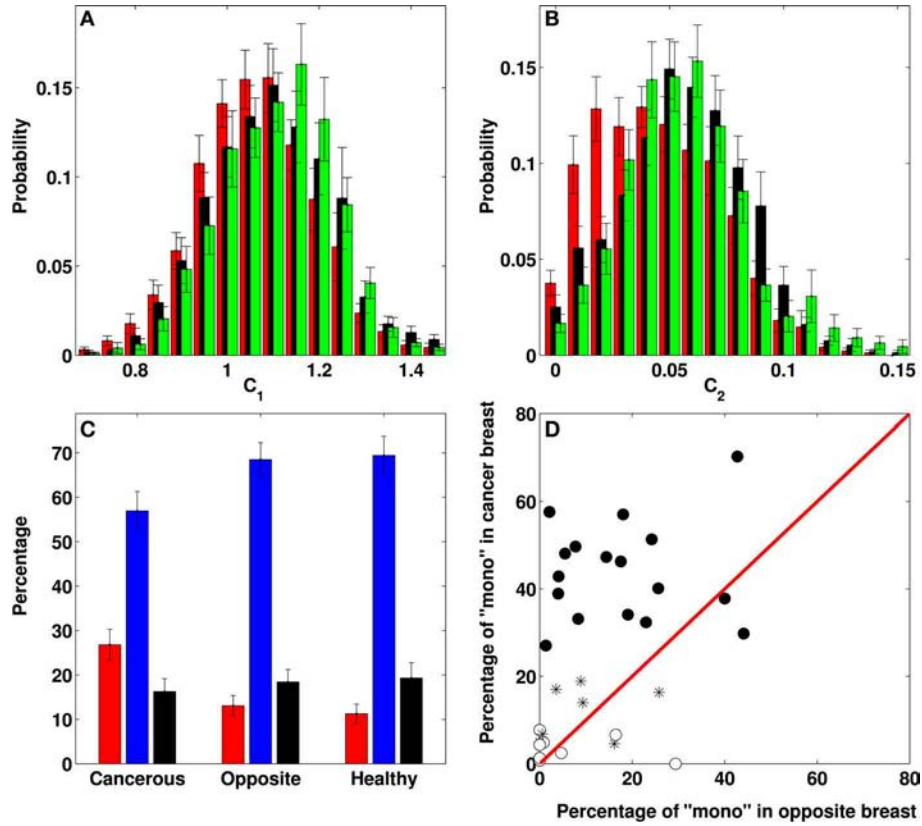 A
Probability
0.15
0.1
0.05
0
0.8
1
1.2
1.4
C1
B
Probability
0.15
0.1
0.05
0
0
0.05
0.1
0.15
C2
C
Percentage
70
60
50
40
30
20
10
0
Cancerous
Opposite
Healthy
D
Percentage of "mono" in cancer breast
80
60
40
20
0
0
20
40
60
80
Percentage of "mono" in opposite breast